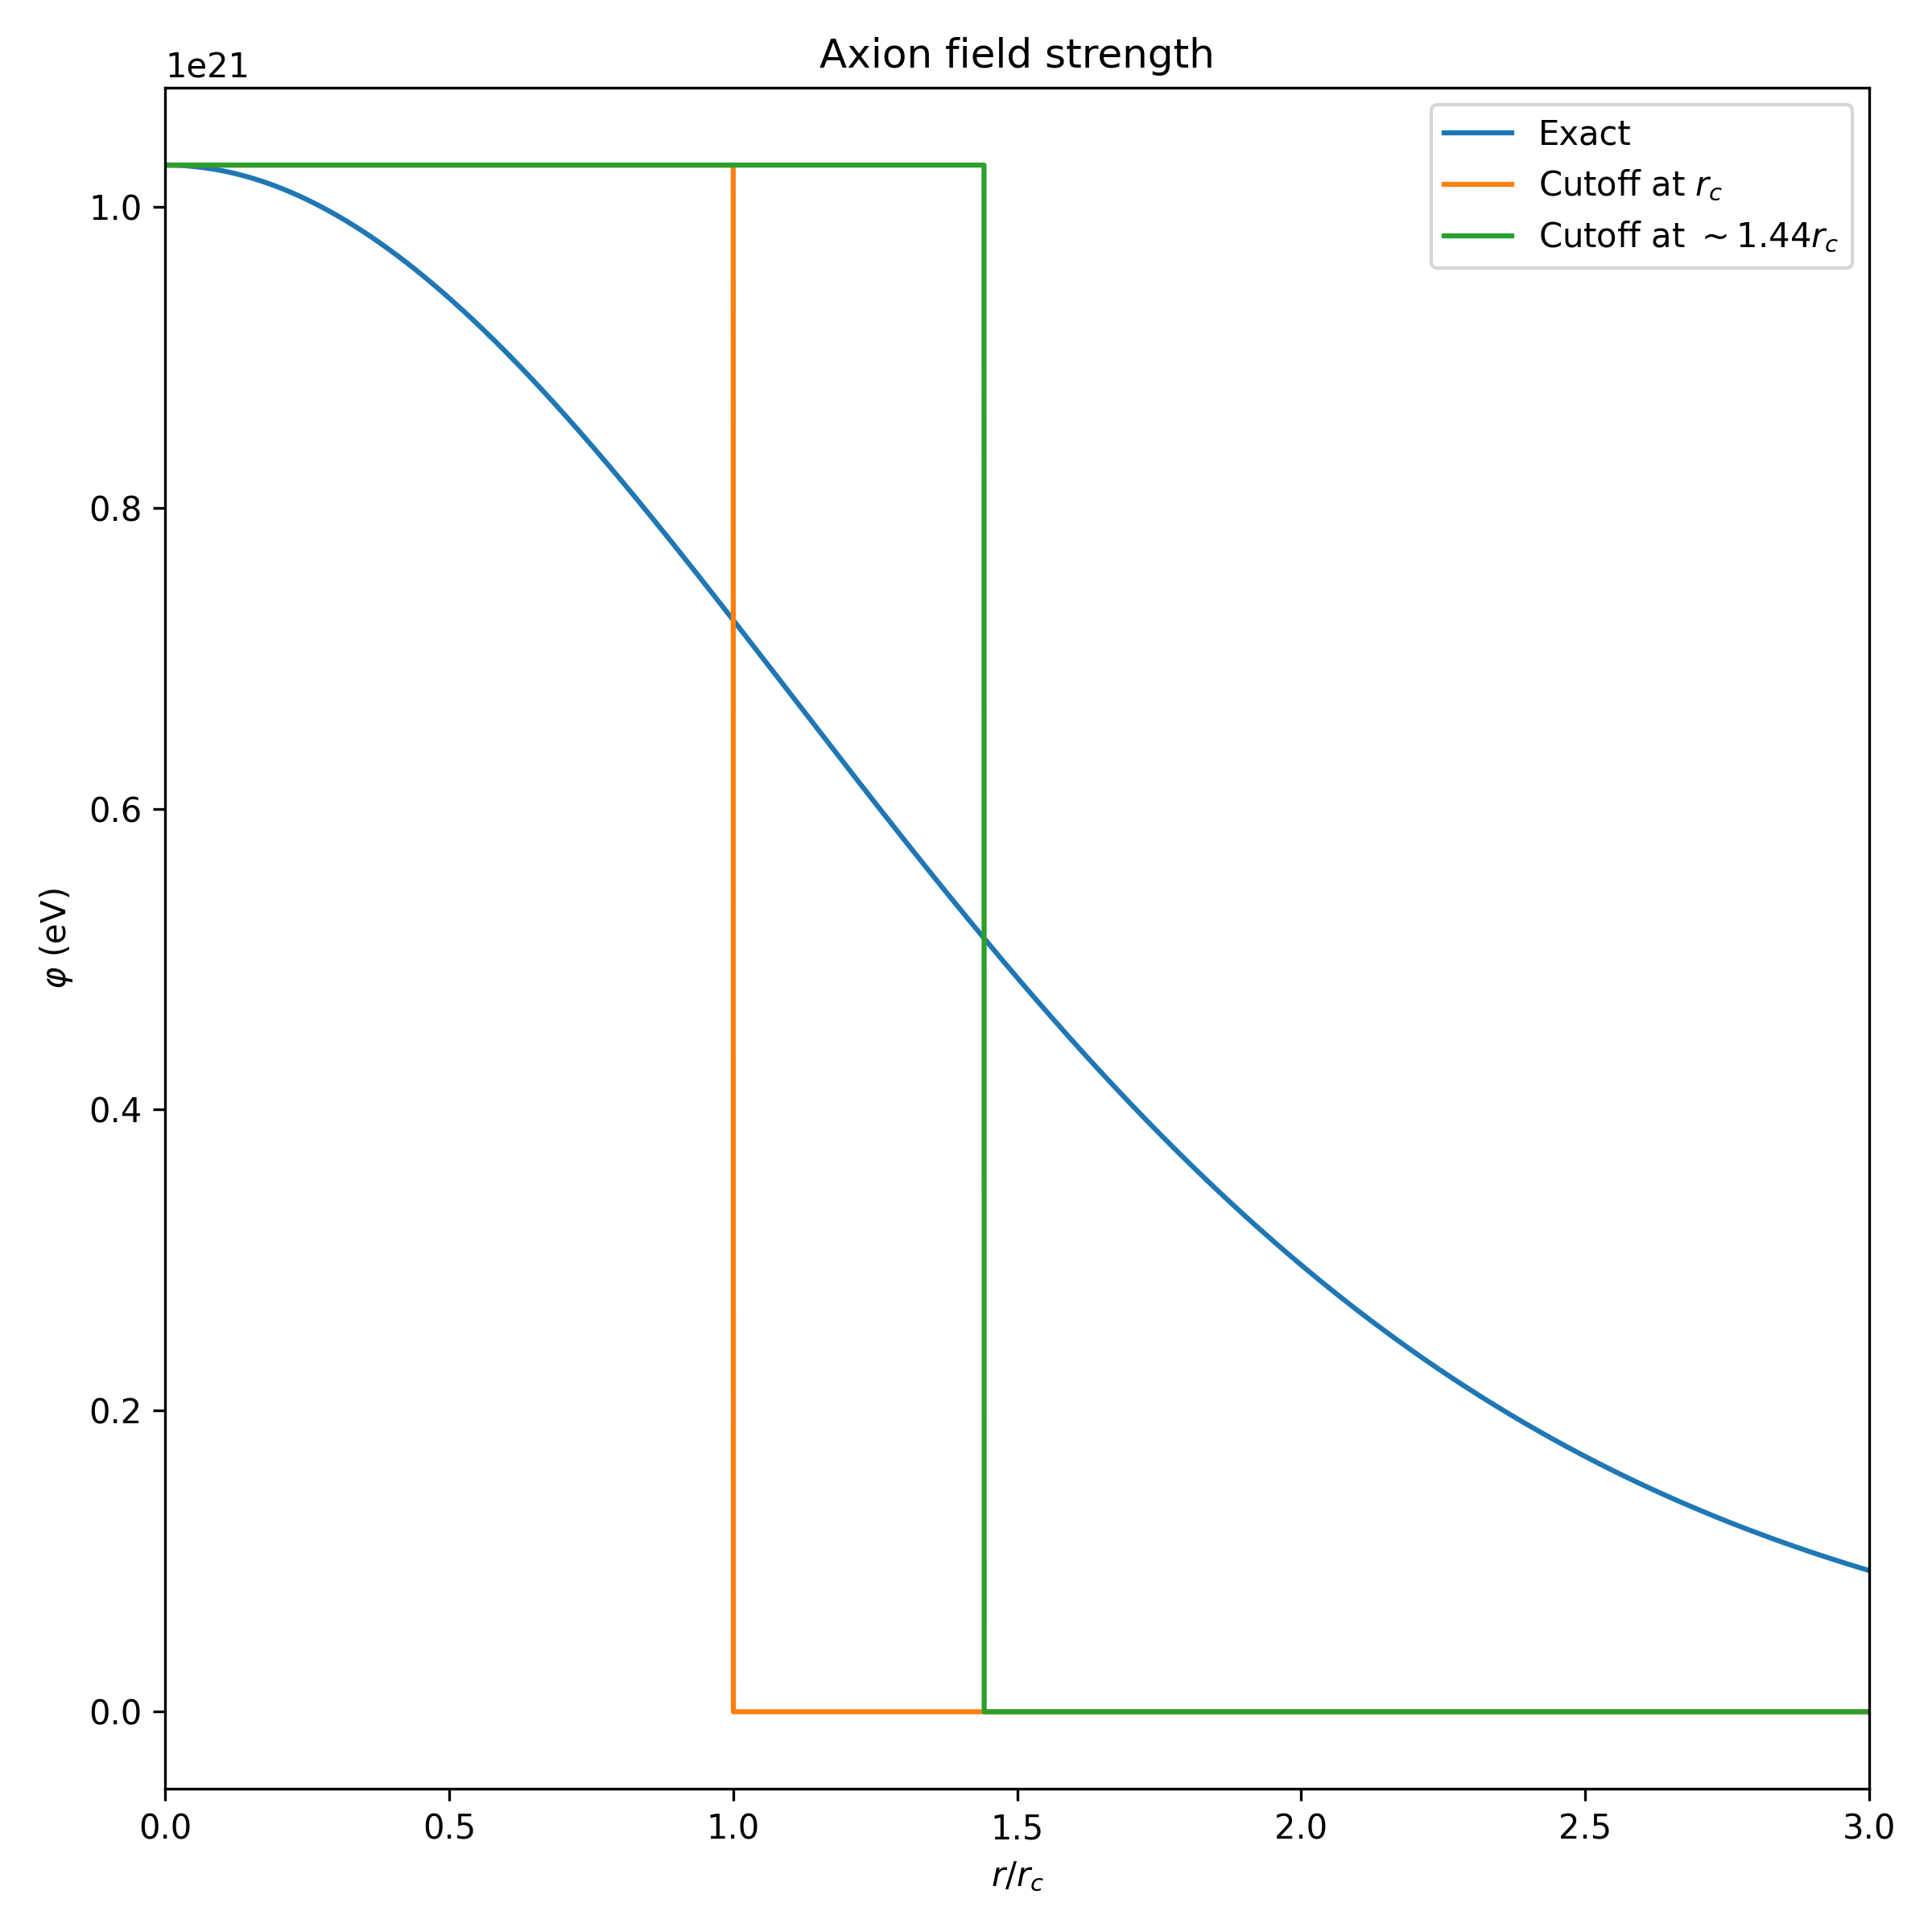 Axion field strength
1e21
Exact
Cutoff at r_c
Cutoff at ~1.44r_c
1.0
0.8
0.6
0.4
0.2
0.0
φ (eV)
0.0 0.5 1.0 1.5 2.0 2.5 3.0
r/r_c